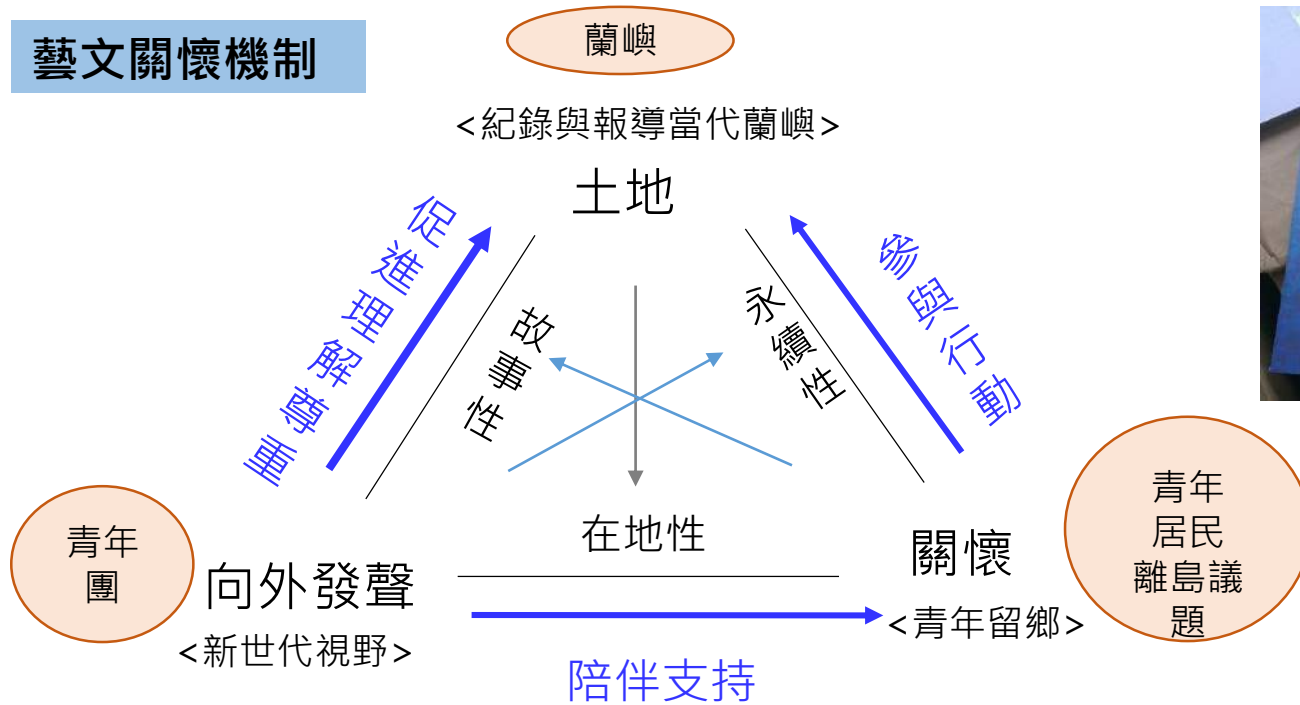 藝文關懷機制
蘭嶼
<紀錄與報導當代蘭嶼>
土地
促進理解尊重
故事性
永續性
參與行動
青年
團
向外發聲
<新世代視野>
在地性
關懷
<青年留鄉>
青年
居民
離島議
題
陪伴支持